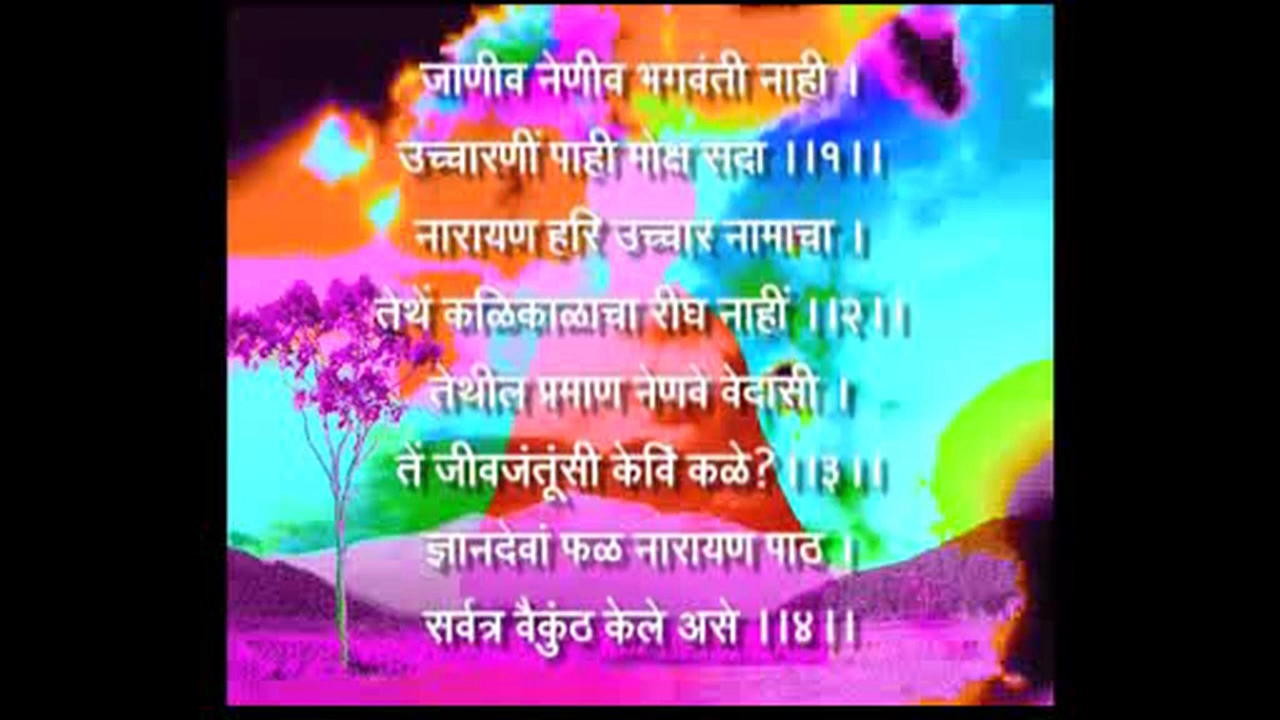 जाणीव नेणीव भगवंती नाही ।
उच्चारणीं पाही मोक्ष सदा ।।१।।
नारायण हरि उच्चार नामाचा ।
तेथें कळिकाळाचा रीघ नाहीं ।।२।।
तेथील प्रमाण नेणवे वेदासी ।
तें जीवजंतूंसी केविं कळे? ।।३।।
ज्ञानदेवां फळ नारायण पाठ ।
सर्वत्र वैकुंठ केले असे ।।४।।